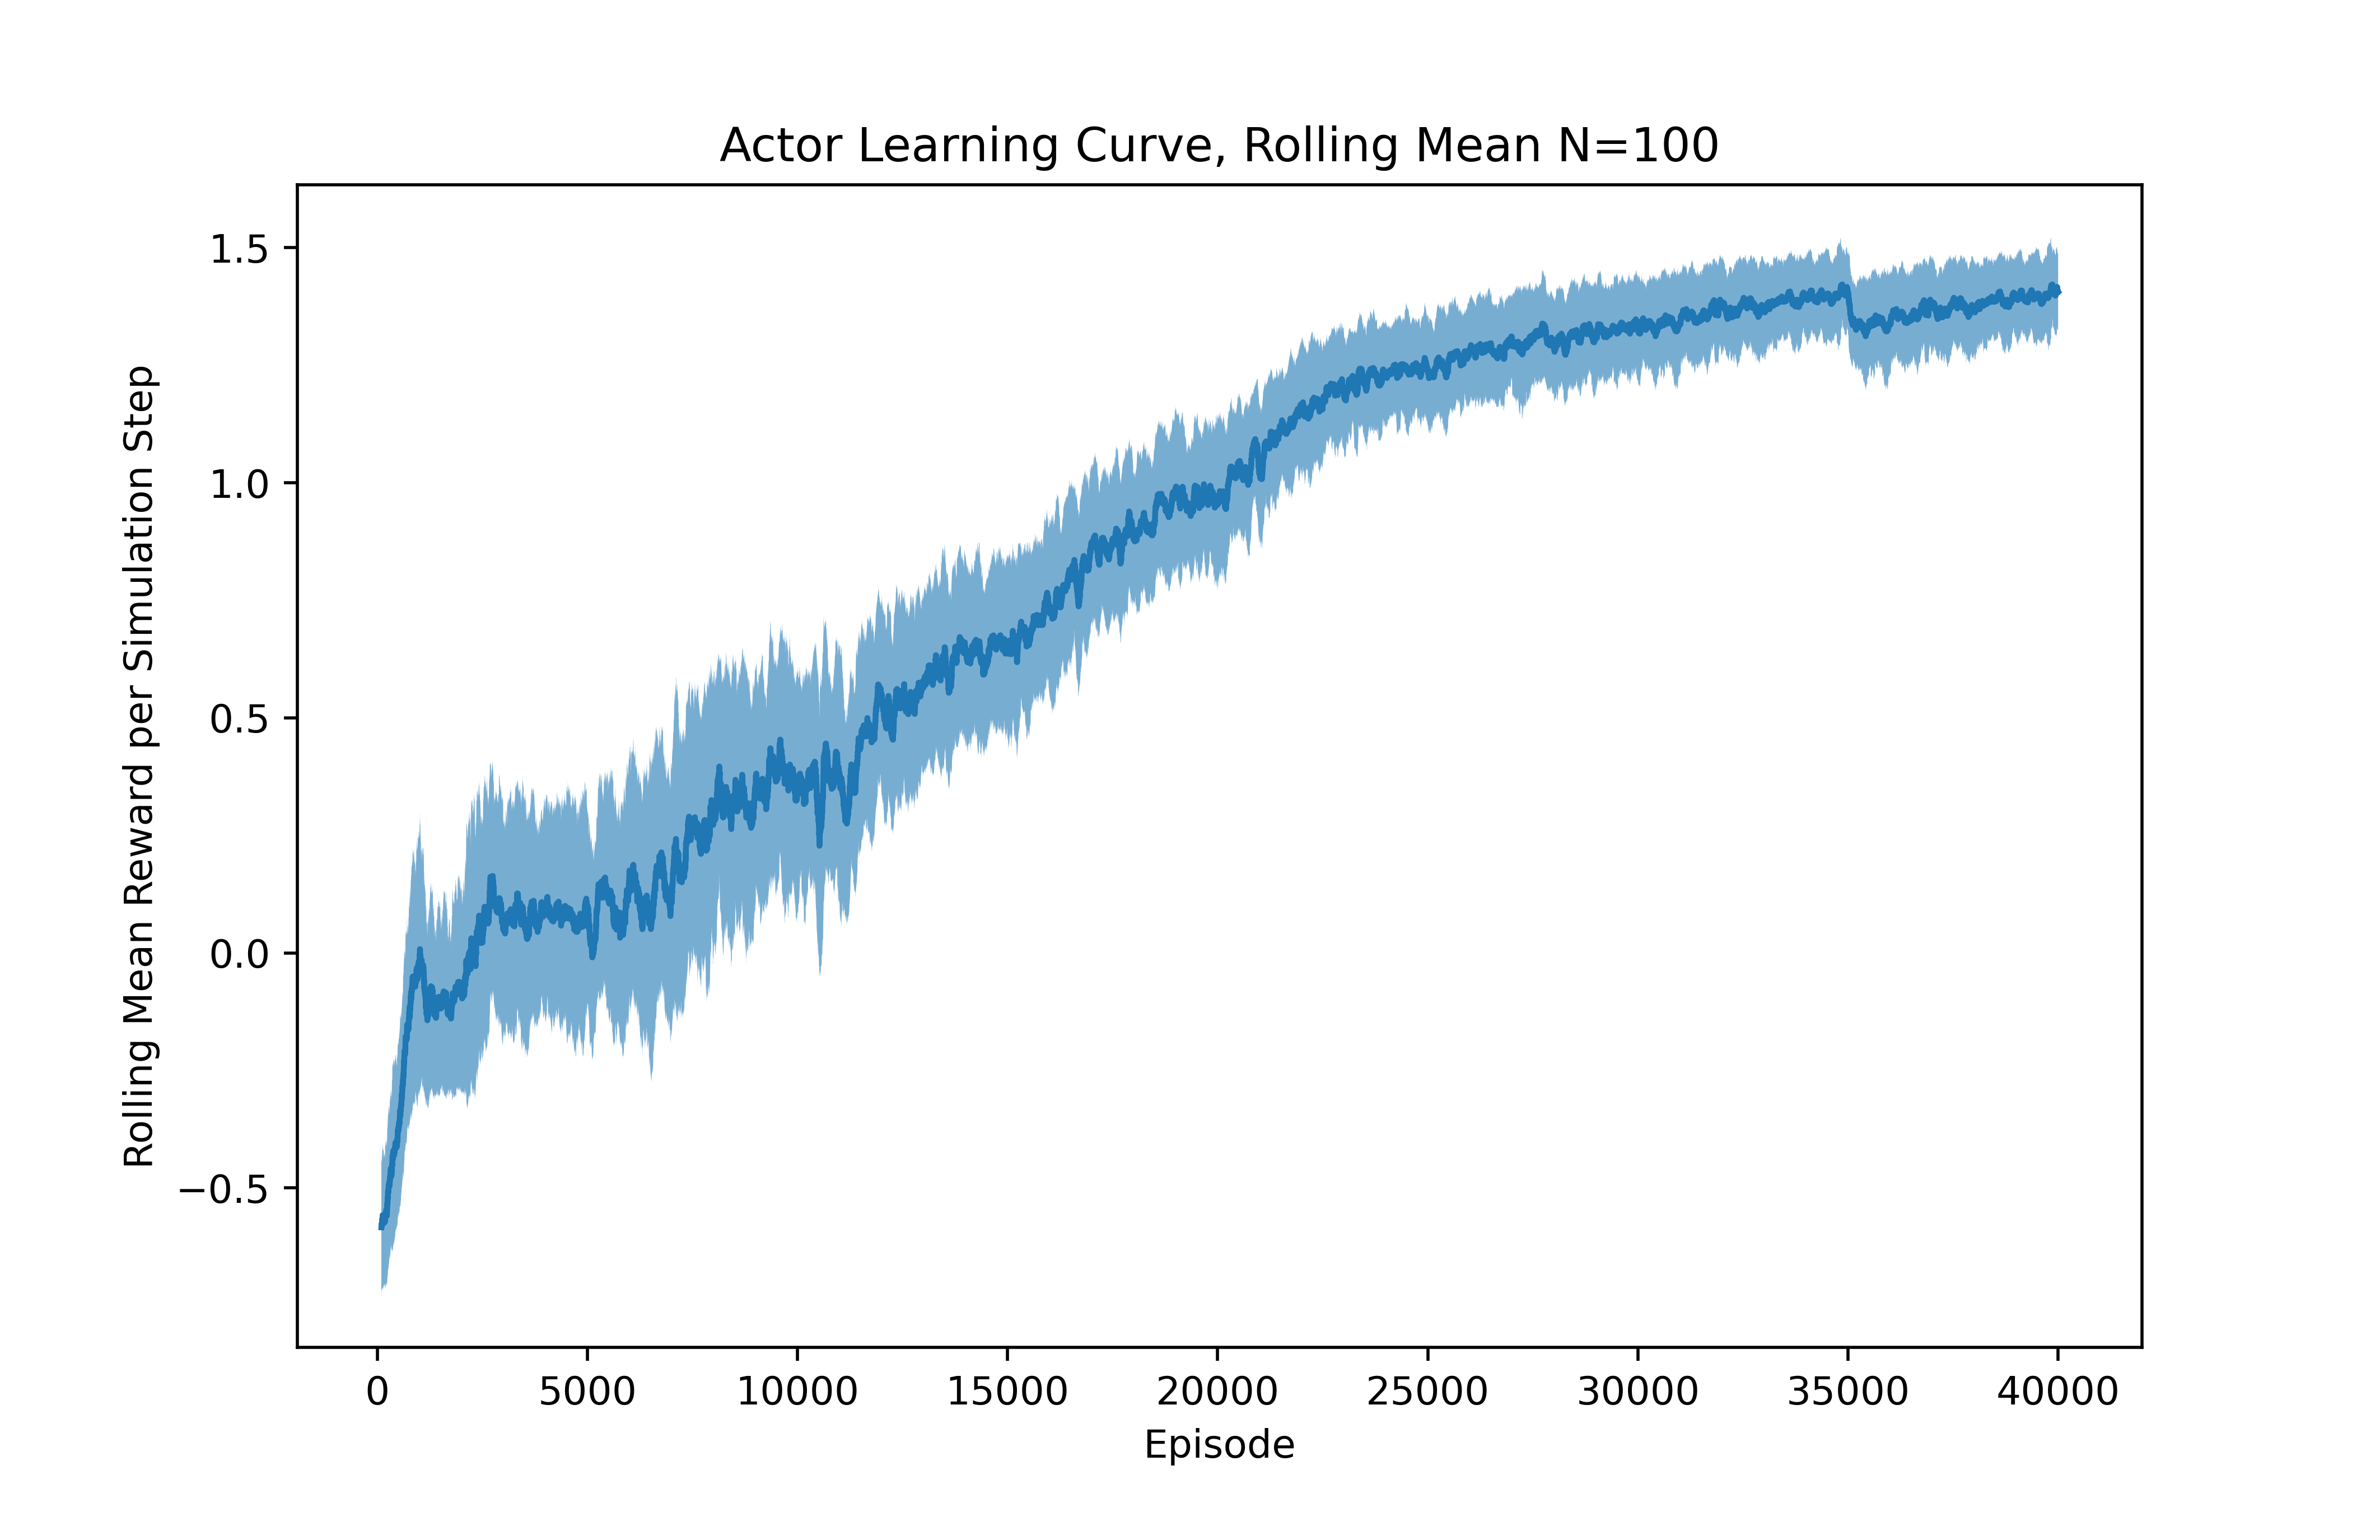 Actor Learning Curve, Rolling Mean N=100
Rolling Mean Reward per Simulation Step
1.5
1.0
0.5
0.0
−0.5
0 5000 10000 15000 20000 25000 30000 35000 40000
Episode